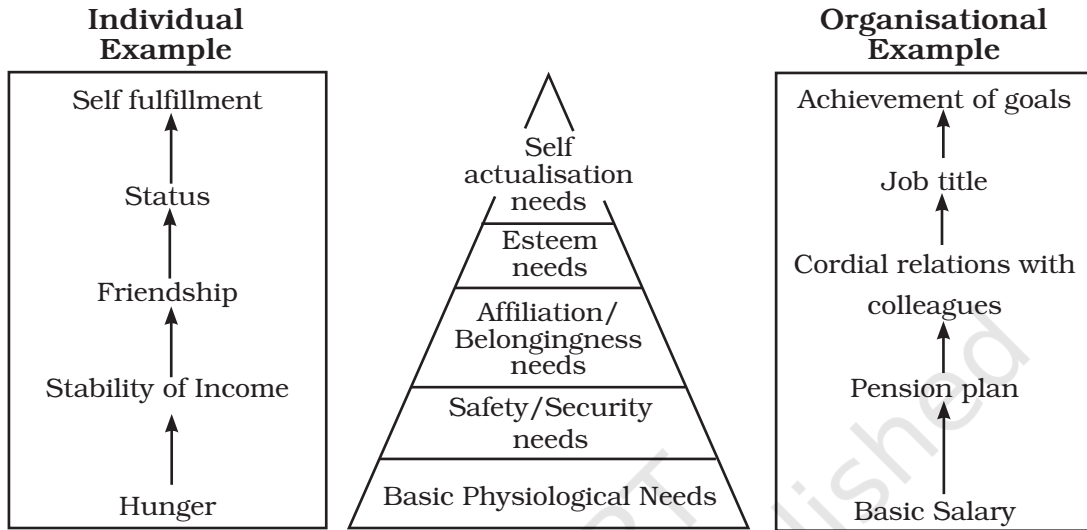 Individual
Example
Self fulfillment
Status
Friendship
Stability of Income
Hunger
Self
actualisation
needs
Esteem
needs
Affiliation/
Belongingness
needs
Safety/Security
needs
Basic Physiological Needs
Organisational
Example
Achievement of goals
Job title
Cordial relations with
colleagues
Pension plan
Basic Salary